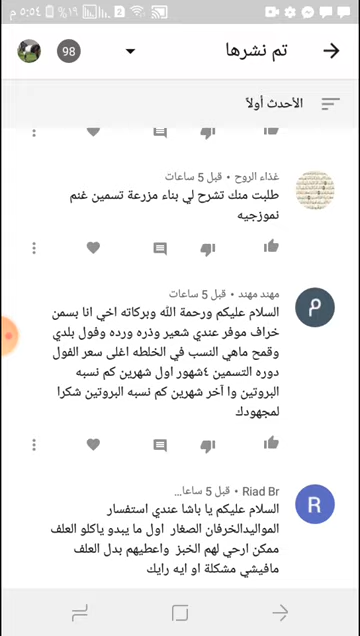 ٥:٥٤ م
١٩%
2
تم نشرها
98
الأحدث أولاً
غذاء الروح • قبل 5 ساعات
طلبت منك تشرح لي بناء مزرعة تسمين غنم
نموزجيه
مهند مهند • قبل 5 ساعات
م
السلام عليكم ورحمة الله وبركاته اخي انا بسمن
خراف موفر عندي شعير وذره ورده وفول بلدي
وقمح ماهي النسب في الخلطه اغلى سعر الفول
دوره التسمين ٤شهور اول شهرين كم نسبه
البروتين وا آخر شهرين كم نسبه البروتين شكرا
لمجهودك
Riad Br • قبل 5 ساعا...
R
السلام عليكم يا باشا عندي استفسار
المواليدالخرفان الصغار اول ما يبدو ياكلو العلف
ممكن ارحي لهم الخبز واعطيهم بدل العلف
مافيشي مشكلة او ايه رايك